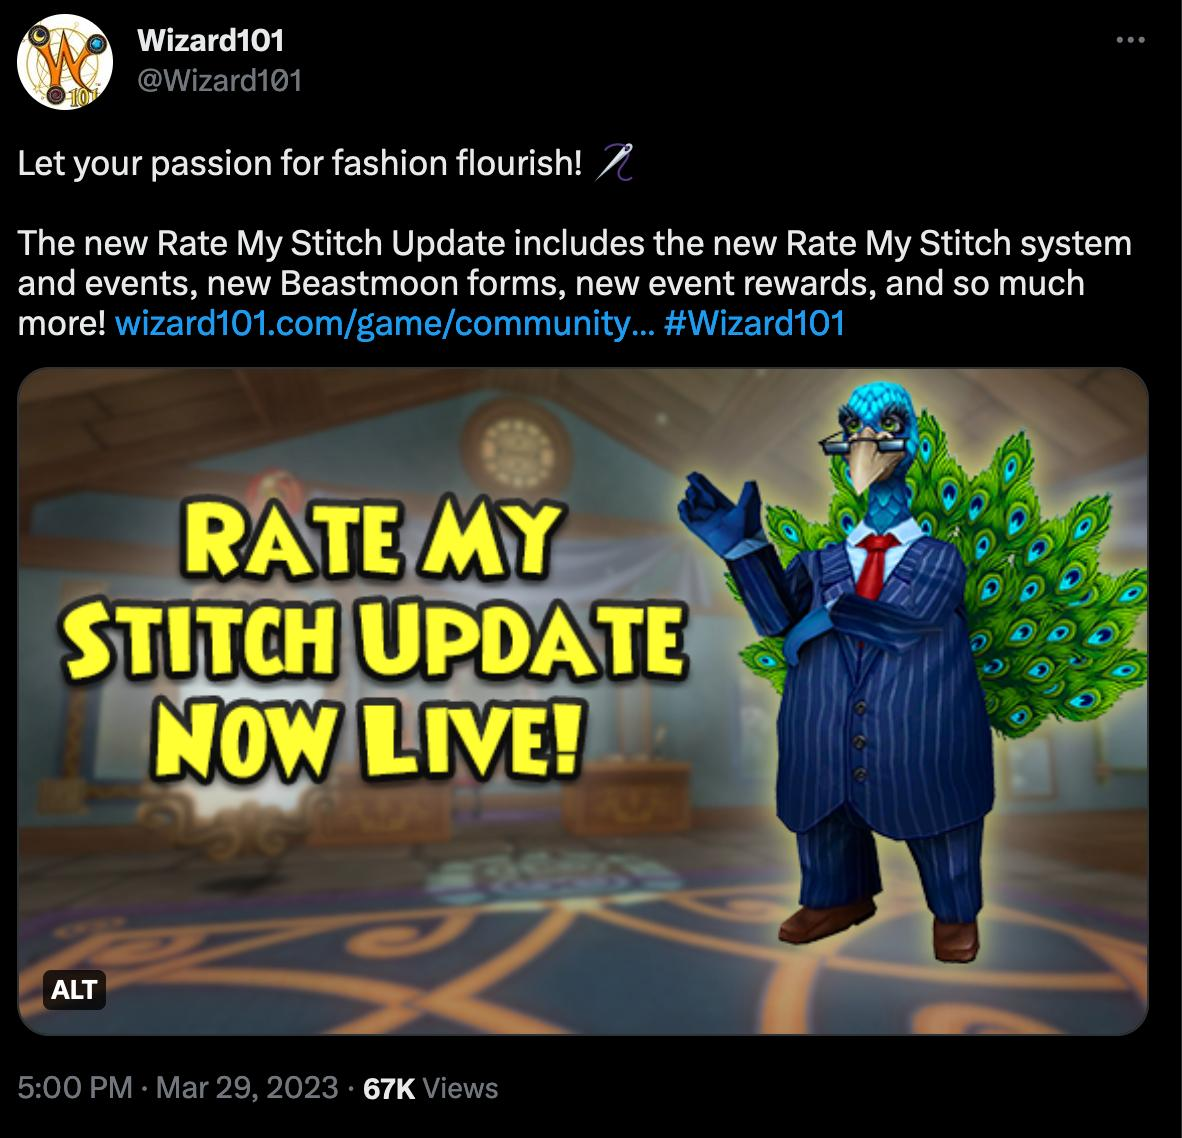 Wizard101
@Wizard101
Let your passion for fashion flourish! 🪡
The new Rate My Stitch Update includes the new Rate My Stitch system
and events, new Beastmoon forms, new event rewards, and so much
more! wizard101.com/game/community… #Wizard101
RATE MY
STITCH UPDATE
NOW LIVE!
ALT
5:00 PM · Mar 29, 2023 · 67K Views